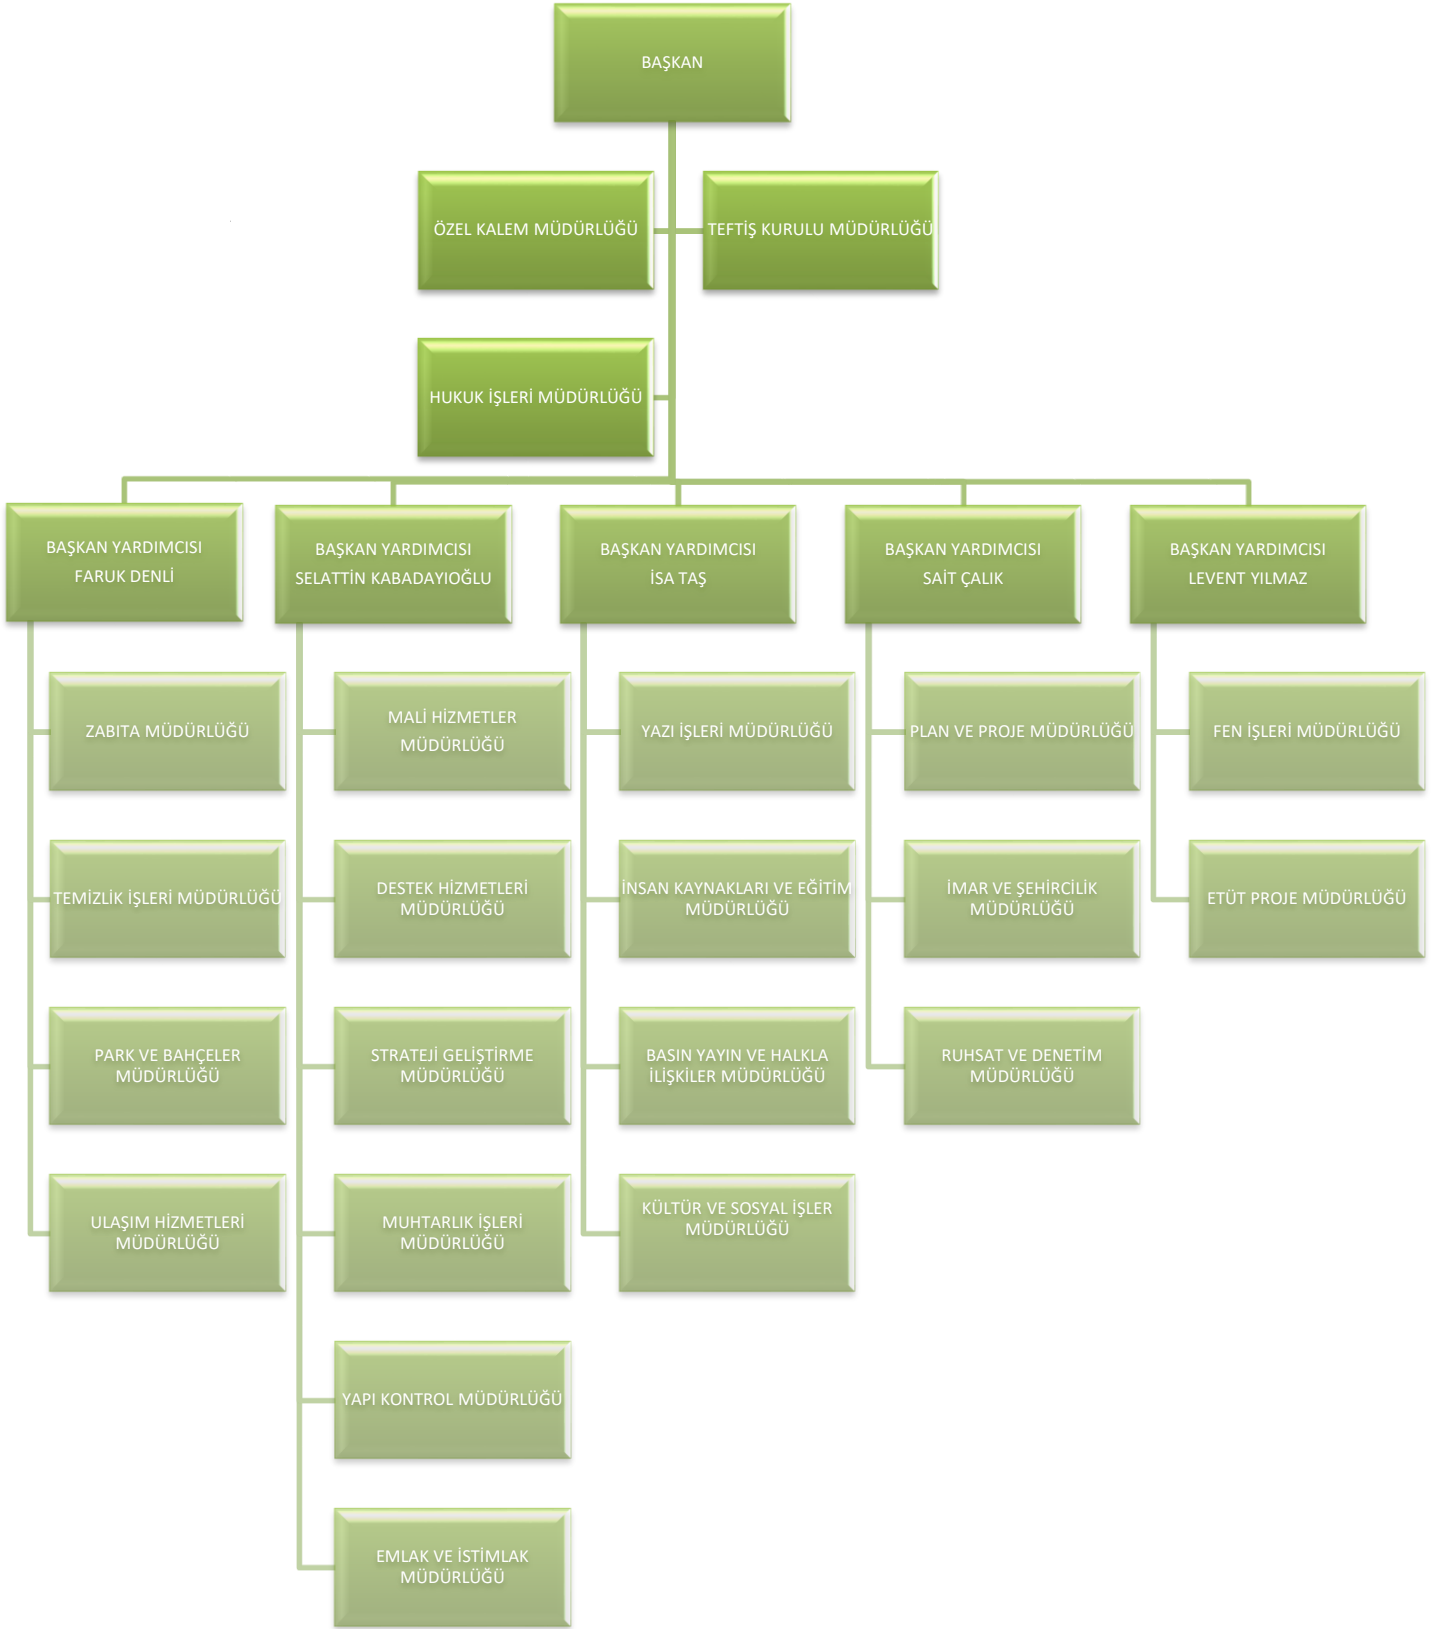 BAŞKAN
ÖZEL KALEM MÜDÜRLÜĞÜ
TEFTİŞ KURULU MÜDÜRLÜĞÜ
HUKUK İŞLERİ MÜDÜRLÜĞÜ
BAŞKAN YARDIMCISI
FARUK DENLİ
ZABITA MÜDÜRLÜĞÜ
TEMİZLİK İŞLERİ MÜDÜRLÜĞÜ
PARK VE BAHÇELER
MÜDÜRLÜĞÜ
ULAŞIM HİZMETLERİ
MÜDÜRLÜĞÜ
BAŞKAN YARDIMCISI
SELATTİN KABADAYIOĞLU
MALİ HİZMETLER
MÜDÜRLÜĞÜ
DESTEK HİZMETLERİ
MÜDÜRLÜĞÜ
STRATEJİ GELİŞTİRME
MÜDÜRLÜĞÜ
MUHTARLIK İŞLERİ
MÜDÜRLÜĞÜ
YAPI KONTROL MÜDÜRLÜĞÜ
EMLAK VE İSTİMLAK
MÜDÜRLÜĞÜ
BAŞKAN YARDIMCISI
İSA TAŞ
YAZI İŞLERİ MÜDÜRLÜĞÜ
İNSAN KAYNAKLARI VE EĞİTİM
MÜDÜRLÜĞÜ
BASIN YAYIN VE HALKLA
İLİŞKİLER MÜDÜRLÜĞÜ
KÜLTÜR VE SOSYAL İŞLER
MÜDÜRLÜĞÜ
BAŞKAN YARDIMCISI
SAİT ÇALIK
PLAN VE PROJE MÜDÜRLÜĞÜ
İMAR VE ŞEHİRCİLİK
MÜDÜRLÜĞÜ
RUHSAT VE DENETİM
MÜDÜRLÜĞÜ
BAŞKAN YARDIMCISI
LEVENT YILMAZ
FEN İŞLERİ MÜDÜRLÜĞÜ
ETÜT PROJE MÜDÜRLÜĞÜ